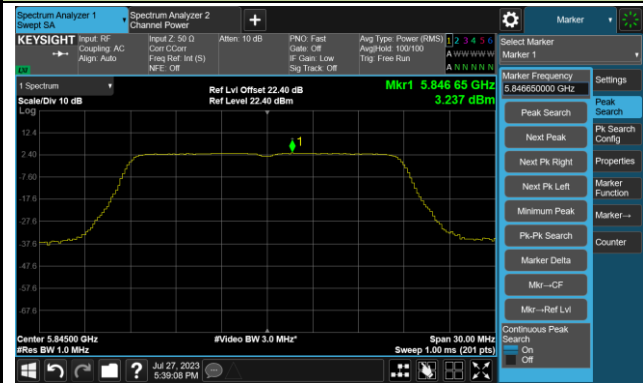 Spectrum Analyzer 1
Swept SA
Spectrum Analyzer 2
Channel Power
+
Marker
KEYSIGHT
Input: RF
Coupling: AC
Align: Auto
Input Z: 50 Ω
Corr CCorr
Freq Ref: Int (S)
NFE: Off
Atten: 10 dB
PNO: Fast
Gate: Off
IF Gain: Low
Sig Track: Off
Avg Type: Power (RMS)
Avg|Hold: 100/100
Trig: Free Run
1 2 3 4 5 6
A W W W W W
A N N N N N
Select Marker
Marker 1
1 Spectrum
Scale/Div 10 dB
Log
Ref Lvl Offset 22.40 dB
Ref Level 22.40 dBm
Mkr1 5.846 65 GHz
3.237 dBm
1
12.4
2.40
-7.60
-17.6
-27.6
-37.6
-47.6
-57.6
-67.6
Center 5.84500 GHz
#Res BW 1.0 MHz
#Video BW 3.0 MHz*
Span 30.00 MHz
Sweep 1.00 ms (201 pts)
Marker Frequency
5.846650000 GHz
Peak Search
Next Peak
Next Pk Right
Next Pk Left
Minimum Peak
Pk-Pk Search
Marker Delta
Mkr→CF
Mkr→Ref Lvl
Continuous Peak
Search
On
Off
Settings
Peak
Search
Pk Search
Config
Properties
Marker
Function
Marker→
Counter
?
Jul 27, 2023
5:39:08 PM